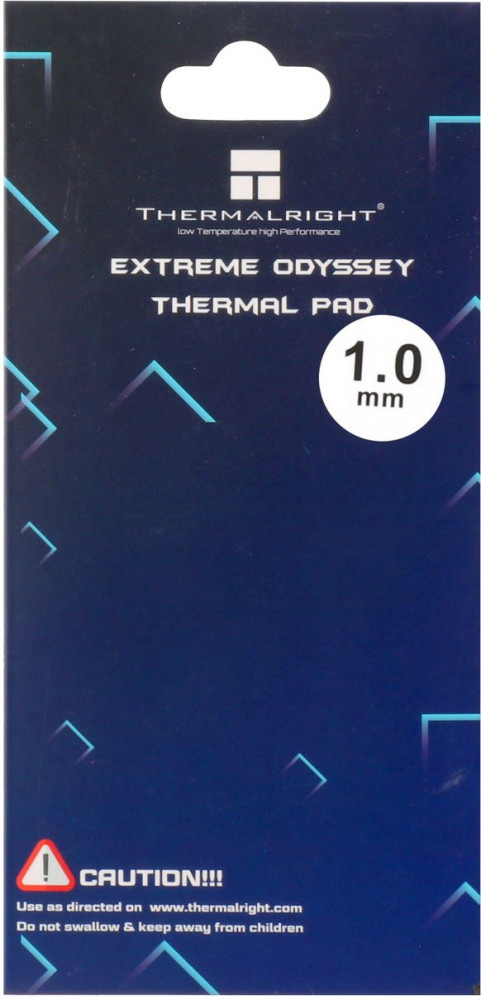 THERMALRIGHT®
low Temperature high Performance
EXTREME ODYSSEY
THERMAL PAD
1.0
mm
CAUTION!!!
Use as directed on www.thermalright.com
Do not swallow & keep away from children